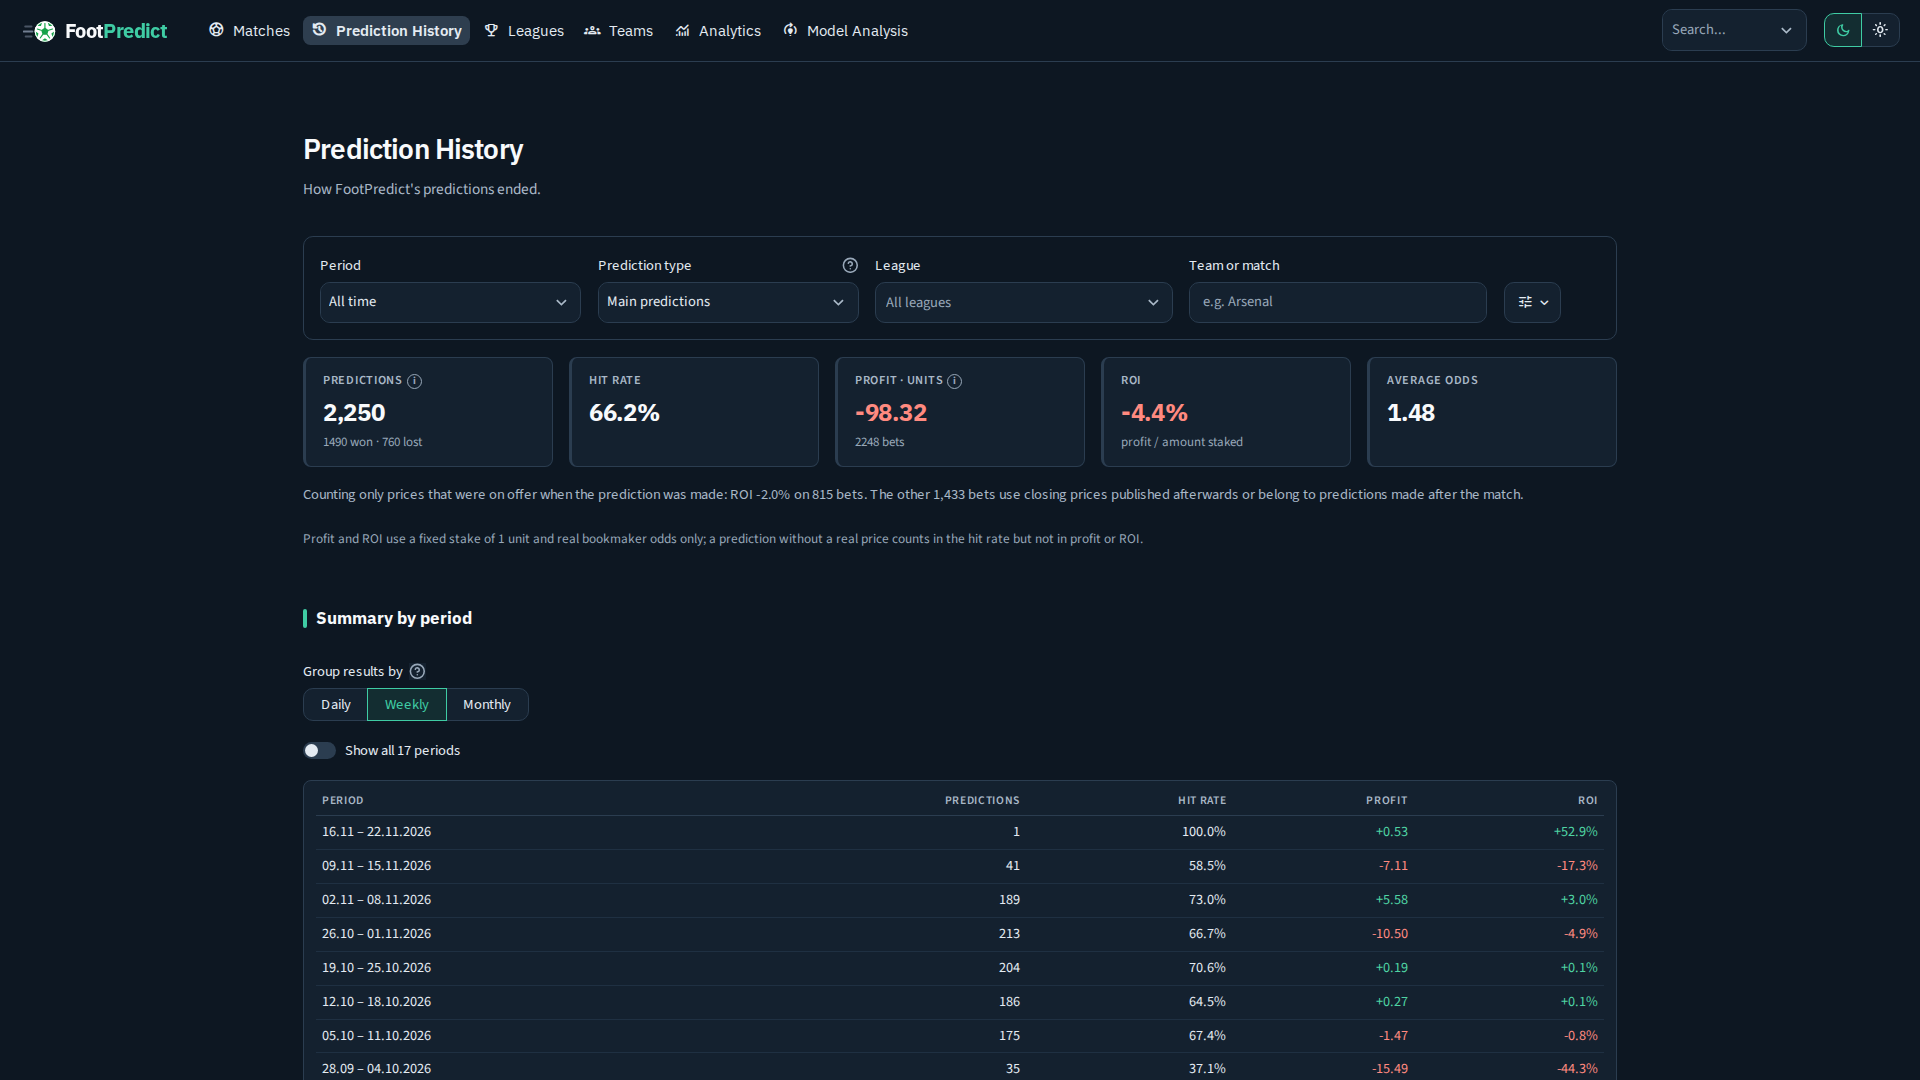 FootPredict
Matches
Prediction History
Leagues
Teams
Analytics
Model Analysis
Search...
Prediction History
How FootPredict's predictions ended.
Period
Prediction type
League
Team or match
All time
Main predictions
All leagues
e.g. Arsenal
PREDICTIONS
2,250
1490 won · 760 lost
HIT RATE
66.2%
PROFIT · UNITS
-98.32
2248 bets
ROI
-4.4%
profit / amount staked
AVERAGE ODDS
1.48
Counting only prices that were on offer when the prediction was made: ROI -2.0% on 815 bets. The other 1,433 bets use closing prices published afterwards or belong to predictions made after the match.
Profit and ROI use a fixed stake of 1 unit and real bookmaker odds only; a prediction without a real price counts in the hit rate but not in profit or ROI.
Summary by period
Group results by
Daily Weekly Monthly
Show all 17 periods
PERIOD PREDICTIONS HIT RATE PROFIT ROI
16.11 – 22.11.2026 1 100.0% +0.53 +52.9%
09.11 – 15.11.2026 41 58.5% -7.11 -17.3%
02.11 – 08.11.2026 189 73.0% +5.58 +3.0%
26.10 – 01.11.2026 213 66.7% -10.50 -4.9%
19.10 – 25.10.2026 204 70.6% +0.19 +0.1%
12.10 – 18.10.2026 186 64.5% +0.27 +0.1%
05.10 – 11.10.2026 175 67.4% -1.47 -0.8%
28.09 – 04.10.2026 35 37.1% -15.49 -44.3%